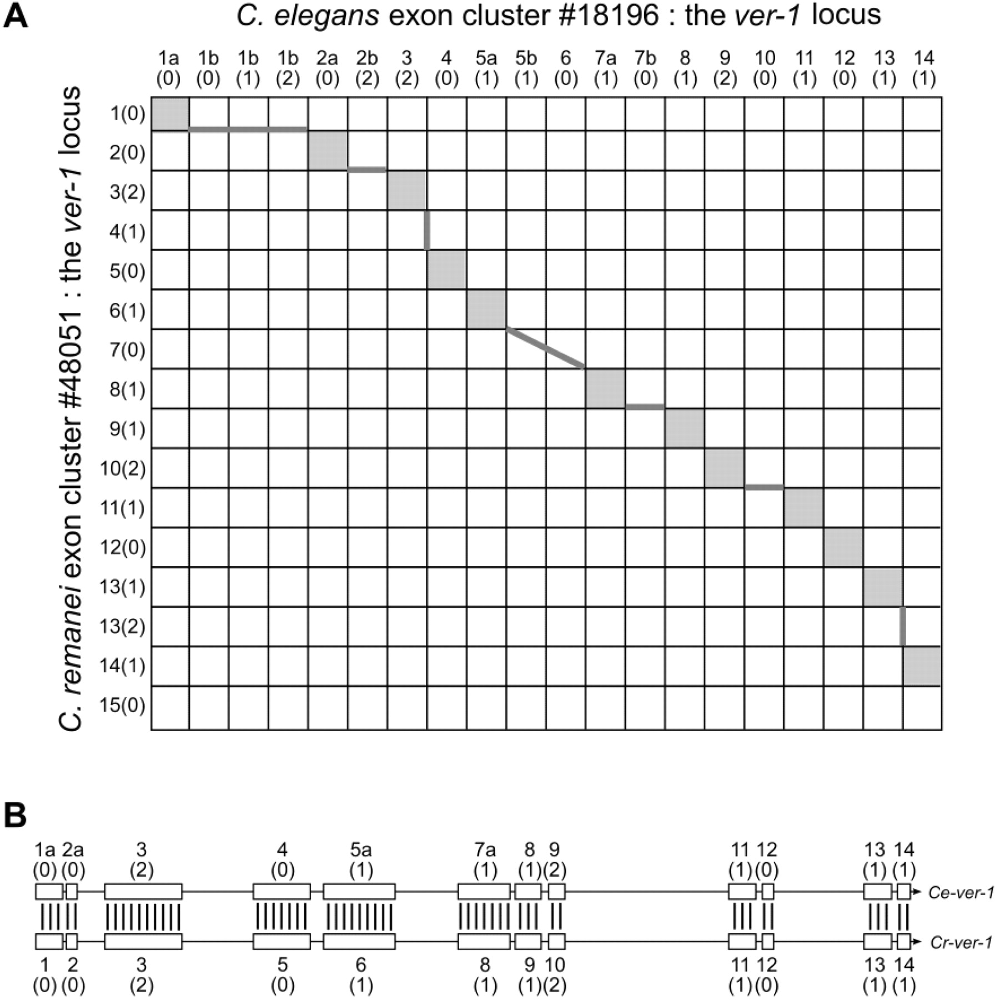 A
C. elegans exon cluster #18196 : the ver-1 locus
1a 1b 1b 1b 2a 2b 3 4 5a 5b 6 7a 7b 8 9 10 11 12 13 14
(0) (0) (1) (2) (0) (2) (2) (0) (1) (1) (0) (1) (0) (1) (2) (0) (1) (0) (1) (1)
C. remanei exon cluster #48051 : the ver-1 locus
1(0)
2(0)
3(2)
4(1)
5(0)
6(1)
7(0)
8(1)
9(1)
10(2)
11(1)
12(0)
13(1)
13(2)
14(1)
15(0)
B
1a 2a 3 4 5a 7a 8 9 11 12 13 14
(0) (0) (2) (0) (1) (1) (1) (2) (1) (0) (1) (1)
Ce-ver-1
Cr-ver-1
1 2 3 5 6 8 9 10 11 12 13 14
(0) (0) (2) (0) (1) (1) (1) (2) (1) (0) (1) (1)